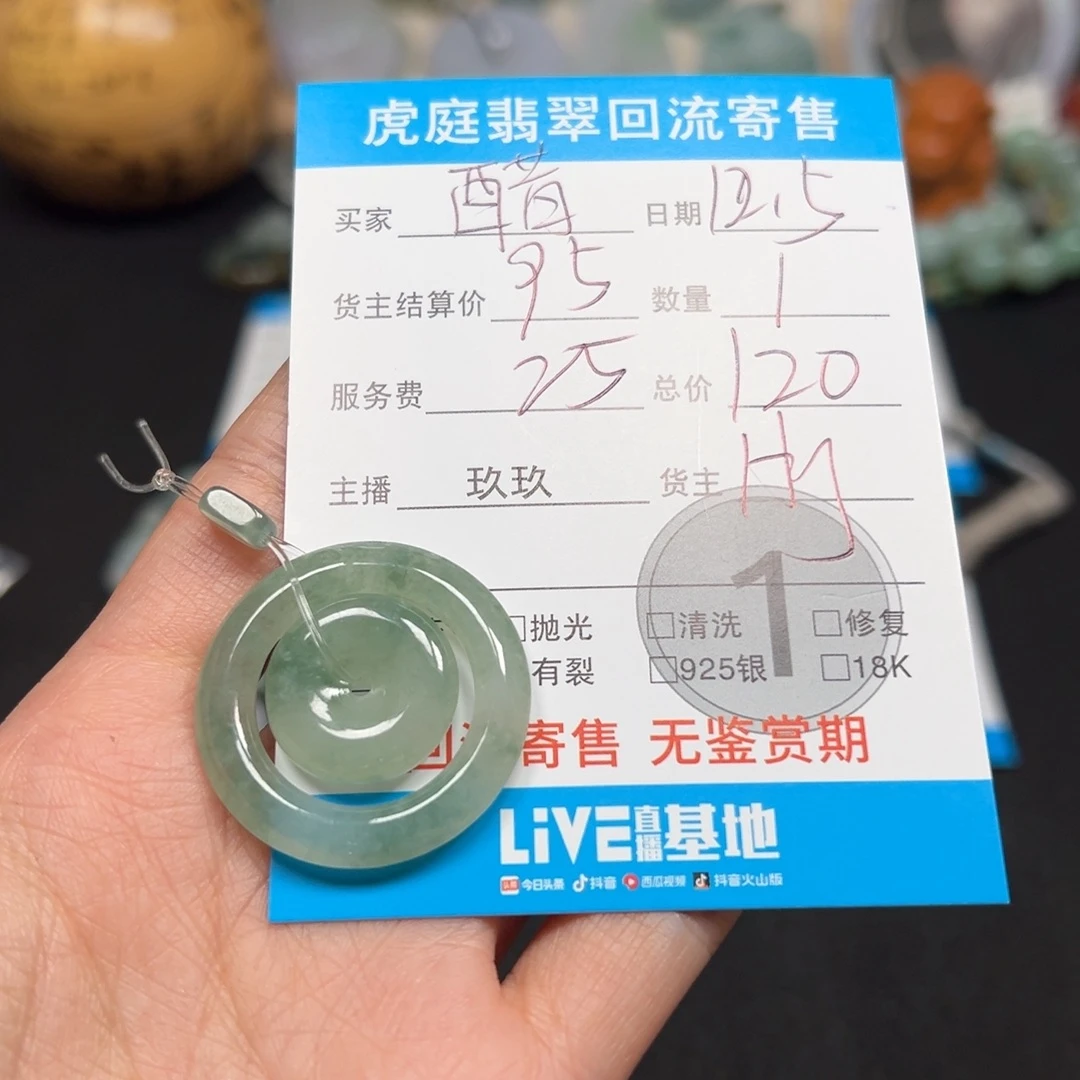 虎庭翡翠回流寄售
买家 醋 日期 12.5
货主结算价 95 数量 1
服务费 25 总价 120
主播 玖玖 货主
1
□抛光 □清洗 □修复
有裂 □925银 □18K
回 寄售 无鉴赏期
LiVE直播基地
头条 今日头条 抖音 西瓜视频 抖音火山版